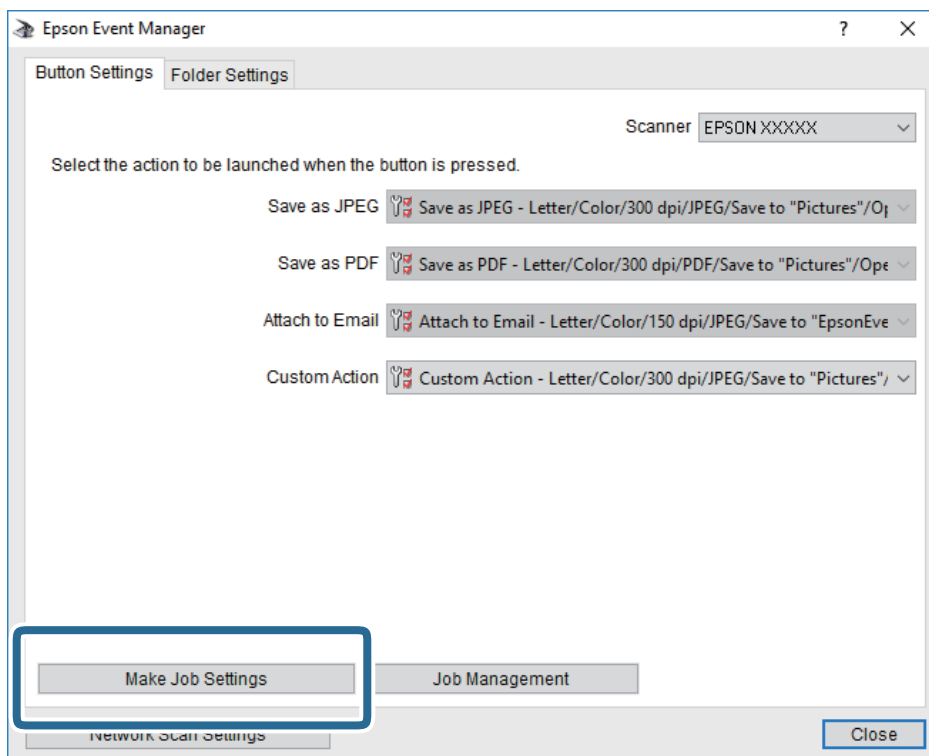 Epson Event Manager
Button Settings Folder Settings
Scanner EPSON XXXXX
Select the action to be launched when the button is pressed.
Save as JPEG Save as JPEG - Letter/Color/300 dpi/JPEG/Save to "Pictures"/Op
Save as PDF Save as PDF - Letter/Color/300 dpi/PDF/Save to "Pictures"/Ope
Attach to Email Attach to Email - Letter/Color/150 dpi/JPEG/Save to "EpsonEve
Custom Action Custom Action - Letter/Color/300 dpi/JPEG/Save to "Pictures"/
Make Job Settings Job Management
Network Scan Settings Close